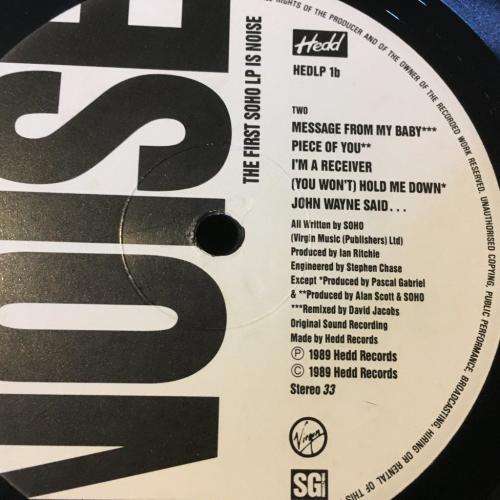 NOISE
THE FIRST SOHO LP IS NOISE
RIGHTS OF THE PRODUCER AND OF THE OWNER OF THE RECORDED WORK RESERVED. UNAUTHORISED COPYING, PUBLIC PERFORMANCE, BROADCASTING, HIRING OR RENTAL OF THIS
Hedd
HEDLP 1b
TWO
MESSAGE FROM MY BABY***
PIECE OF YOU**
I'M A RECEIVER
(YOU WON'T) HOLD ME DOWN*
JOHN WAYNE SAID...
All Written by SOHO
(Virgin Music (Publishers) Ltd)
Produced by Ian Ritchie
Engineered by Stephen Chase
Except *Produced by Pascal Gabriel
& **Produced by Alan Scott & SOHO
***Remixed by David Jacobs
Original Sound Recording
Made by Hedd Records
Ⓟ 1989 Hedd Records
© 1989 Hedd Records
Stereo 33
Virgin
SG